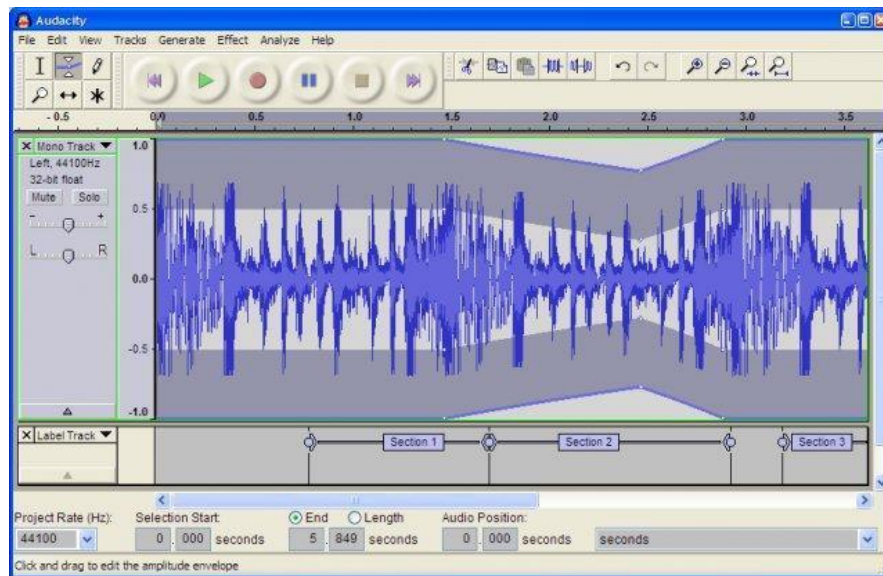 Audacity
File Edit View Tracks Generate Effect Analyze Help
- 0.5 0.0 0.5 1.0 1.5 2.0 2.5 3.0 3.5
Mono Track
Left, 44100Hz
32-bit float
Mute Solo
- +
L R
1.0
0.5
0.0
-0.5
-1.0
Label Track
Section 1 Section 2 Section 3
Project Rate (Hz): Selection Start: End Length Audio Position:
44100 0 . 000 seconds 5 . 849 seconds 0 . 000 seconds seconds
Click and drag to edit the amplitude envelope